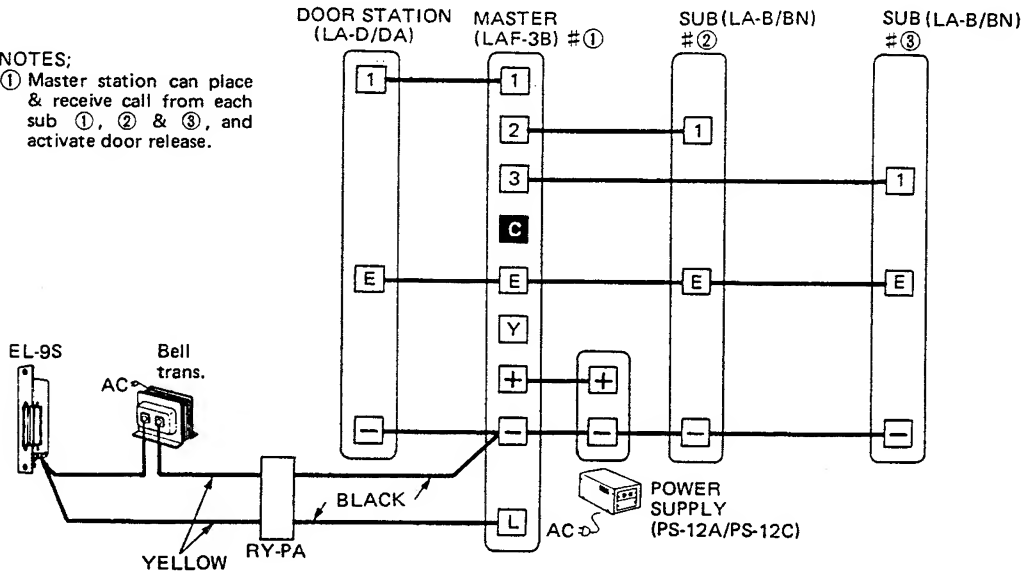 DOOR STATION
(LA-D/DA)
MASTER
(LAF-3B) #①
SUB (LA-B/BN)
#②
SUB (LA-B/BN)
#③
NOTES;
① Master station can place
& receive call from each
sub ①, ② & ③, and
activate door release.
1 1
2 1
3 1
C
E E E E
Y
+ +
- - - - -
L
EL-9S
AC
Bell
trans.
BLACK
YELLOW
RY-PA
AC
POWER
SUPPLY
(PS-12A/PS-12C)